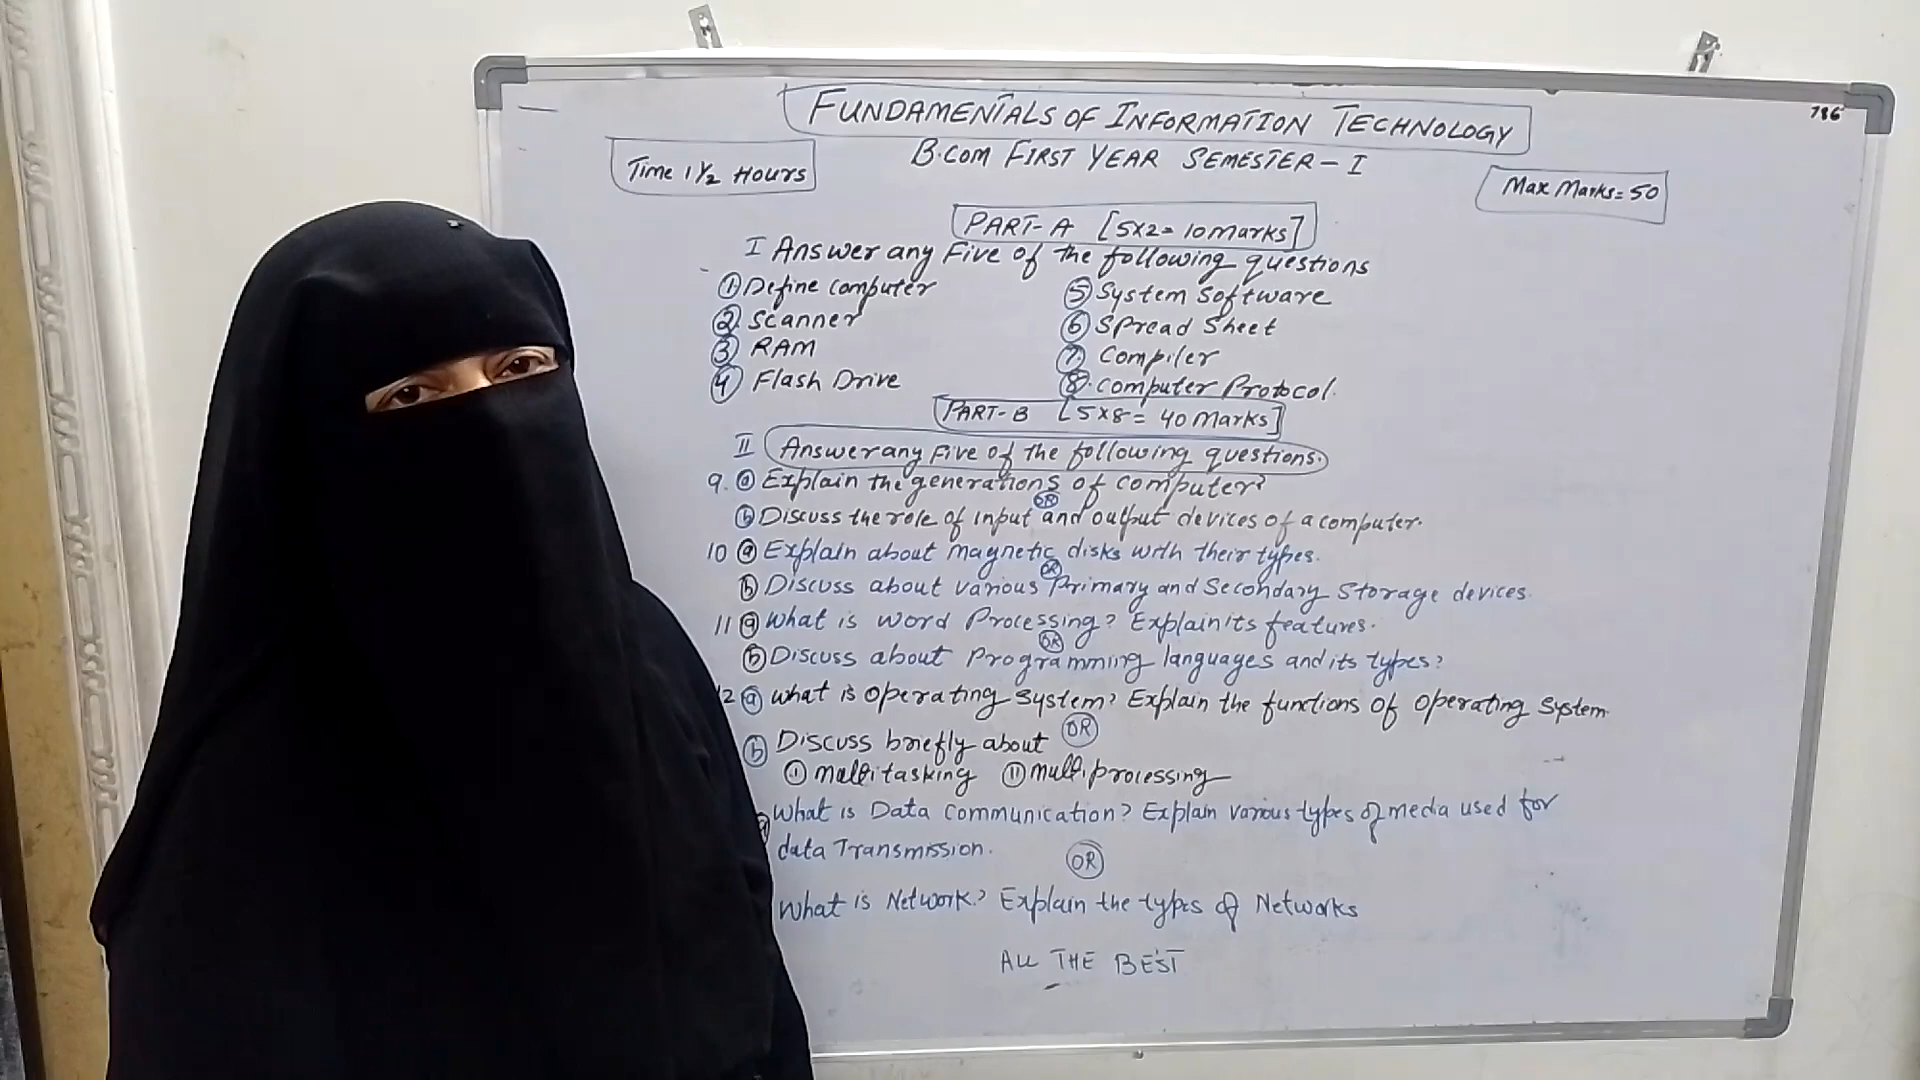 786
FUNDAMENTALS OF INFORMATION TECHNOLOGY
B.COM FIRST YEAR SEMESTER - I
Time 1 1/2 Hours
Max Marks = 50
PART- A [5x2= 10 Marks]
I Answer any Five of the following questions
① Define computer
② Scanner
③ RAM
④ Flash Drive
⑤ System Software
⑥ Spread Sheet
⑦ Compiler
⑧ Computer Protocol.
PART- B [5x8= 40 Marks]
II Answer any Five of the following questions.
9. ⓐ Explain the generations of computer?
OR
ⓑ Discuss the role of input and output devices of a computer.
10 ⓐ Explain about magnetic disks with their types.
OR
ⓑ Discuss about various Primary and Secondary Storage devices.
11 ⓐ What is Word Processing? Explain its features.
OR
ⓑ Discuss about Programming languages and its types?
12 ⓐ what is Operating System? Explain the functions of Operating System
OR
ⓑ Discuss briefly about
① multitasking ⑪ multiprocessing
What is Data Communication? Explain various types of media used for
data Transmission.
OR
What is Network? Explain the types of Networks
ALL THE BEST